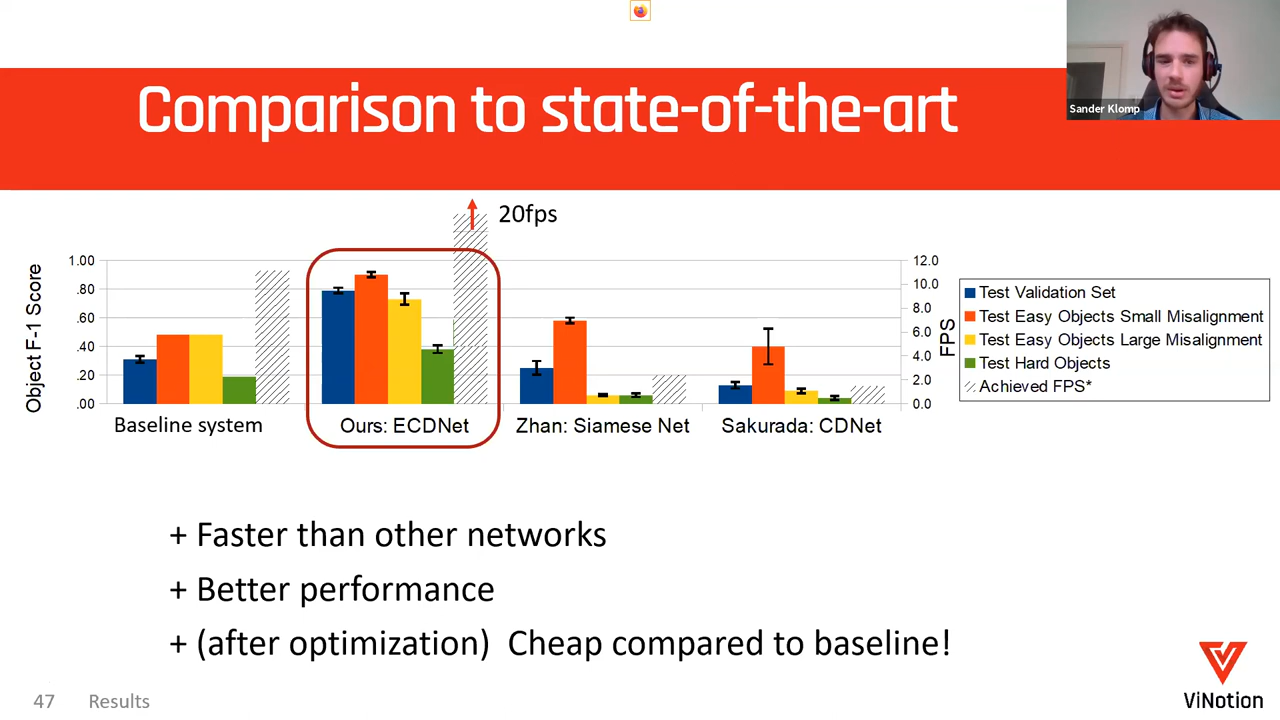 Comparison to state-of-the-art
Sander Klomp
20fps
Object F-1 Score
1.00
.80
.60
.40
.20
.00
12.0
10.0
8.0
6.0
4.0
2.0
0.0
FPS
Baseline system
Ours: ECDNet
Zhan: Siamese Net
Sakurada: CDNet
Test Validation Set
Test Easy Objects Small Misalignment
Test Easy Objects Large Misalignment
Test Hard Objects
Achieved FPS*
+ Faster than other networks
+ Better performance
+ (after optimization) Cheap compared to baseline!
47 Results
ViNotion